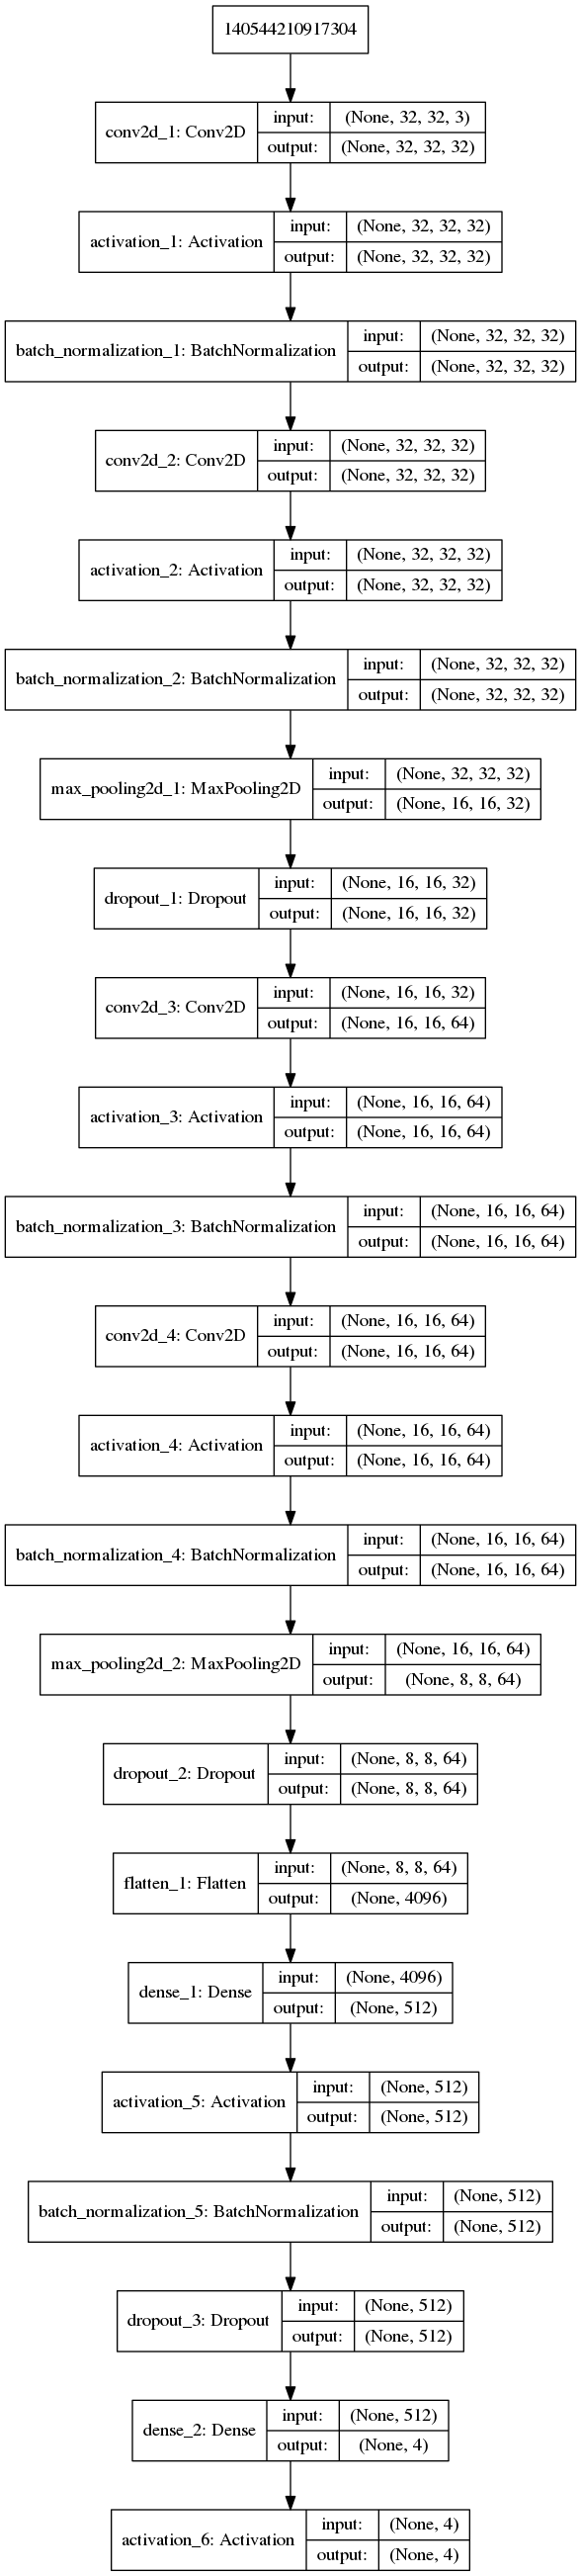 140544210917304
conv2d_1: Conv2D
input: (None, 32, 32, 3)
output: (None, 32, 32, 32)
activation_1: Activation
input: (None, 32, 32, 32)
output: (None, 32, 32, 32)
batch_normalization_1: BatchNormalization
input: (None, 32, 32, 32)
output: (None, 32, 32, 32)
conv2d_2: Conv2D
input: (None, 32, 32, 32)
output: (None, 32, 32, 32)
activation_2: Activation
input: (None, 32, 32, 32)
output: (None, 32, 32, 32)
batch_normalization_2: BatchNormalization
input: (None, 32, 32, 32)
output: (None, 32, 32, 32)
max_pooling2d_1: MaxPooling2D
input: (None, 32, 32, 32)
output: (None, 16, 16, 32)
dropout_1: Dropout
input: (None, 16, 16, 32)
output: (None, 16, 16, 32)
conv2d_3: Conv2D
input: (None, 16, 16, 32)
output: (None, 16, 16, 64)
activation_3: Activation
input: (None, 16, 16, 64)
output: (None, 16, 16, 64)
batch_normalization_3: BatchNormalization
input: (None, 16, 16, 64)
output: (None, 16, 16, 64)
conv2d_4: Conv2D
input: (None, 16, 16, 64)
output: (None, 16, 16, 64)
activation_4: Activation
input: (None, 16, 16, 64)
output: (None, 16, 16, 64)
batch_normalization_4: BatchNormalization
input: (None, 16, 16, 64)
output: (None, 16, 16, 64)
max_pooling2d_2: MaxPooling2D
input: (None, 16, 16, 64)
output: (None, 8, 8, 64)
dropout_2: Dropout
input: (None, 8, 8, 64)
output: (None, 8, 8, 64)
flatten_1: Flatten
input: (None, 8, 8, 64)
output: (None, 4096)
dense_1: Dense
input: (None, 4096)
output: (None, 512)
activation_5: Activation
input: (None, 512)
output: (None, 512)
batch_normalization_5: BatchNormalization
input: (None, 512)
output: (None, 512)
dropout_3: Dropout
input: (None, 512)
output: (None, 512)
dense_2: Dense
input: (None, 512)
output: (None, 4)
activation_6: Activation
input: (None, 4)
output: (None, 4)